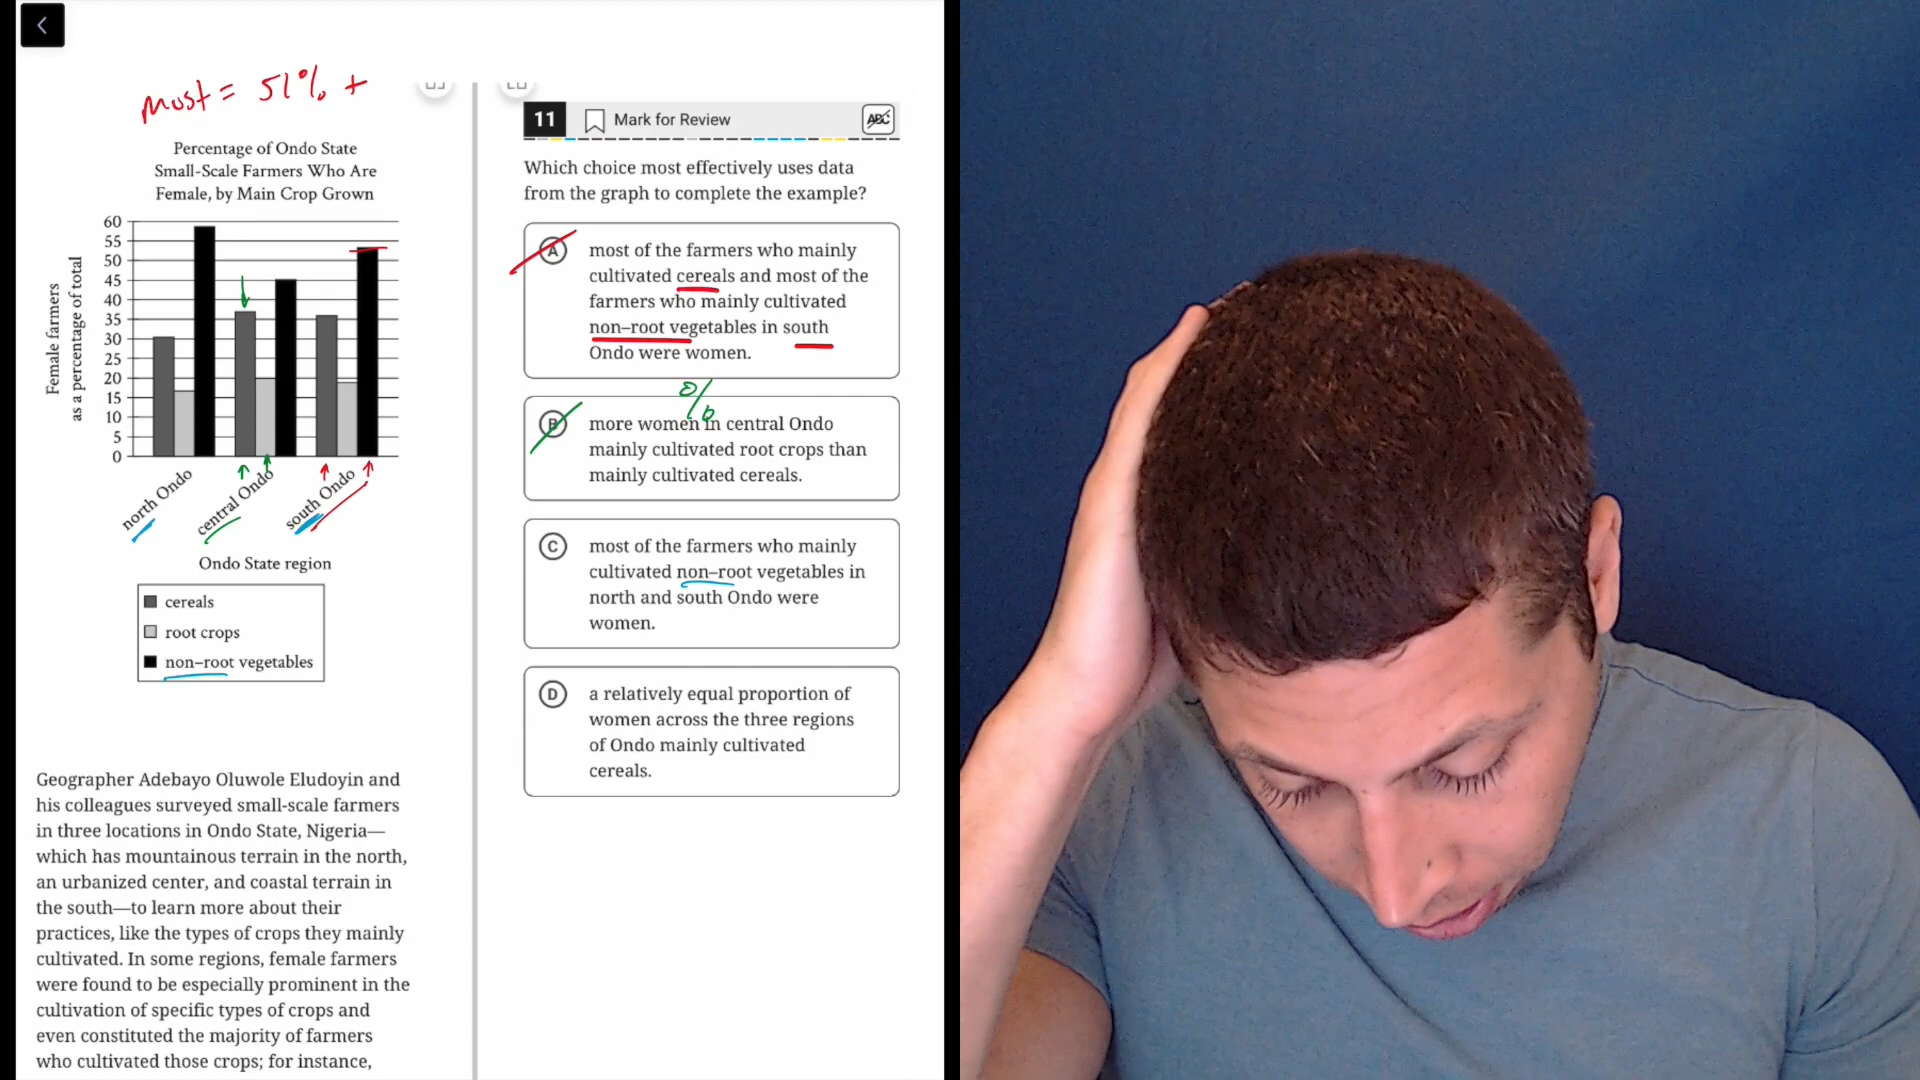 most = 51% +
Percentage of Ondo State
Small-Scale Farmers Who Are
Female, by Main Crop Grown
Female farmers
as a percentage of total
60
55
50
45
40
35
30
25
20
15
10
5
0
north Ondo
central Ondo
south Ondo
Ondo State region
cereals
root crops
non–root vegetables
Geographer Adebayo Oluwole Eludoyin and
his colleagues surveyed small-scale farmers
in three locations in Ondo State, Nigeria—
which has mountainous terrain in the north,
an urbanized center, and coastal terrain in
the south—to learn more about their
practices, like the types of crops they mainly
cultivated. In some regions, female farmers
were found to be especially prominent in the
cultivation of specific types of crops and
even constituted the majority of farmers
who cultivated those crops; for instance,
11 Mark for Review ABC
Which choice most effectively uses data
from the graph to complete the example?
A most of the farmers who mainly
cultivated cereals and most of the
farmers who mainly cultivated
non–root vegetables in south
Ondo were women.
%
B more women in central Ondo
mainly cultivated root crops than
mainly cultivated cereals.
C most of the farmers who mainly
cultivated non–root vegetables in
north and south Ondo were
women.
D a relatively equal proportion of
women across the three regions
of Ondo mainly cultivated
cereals.